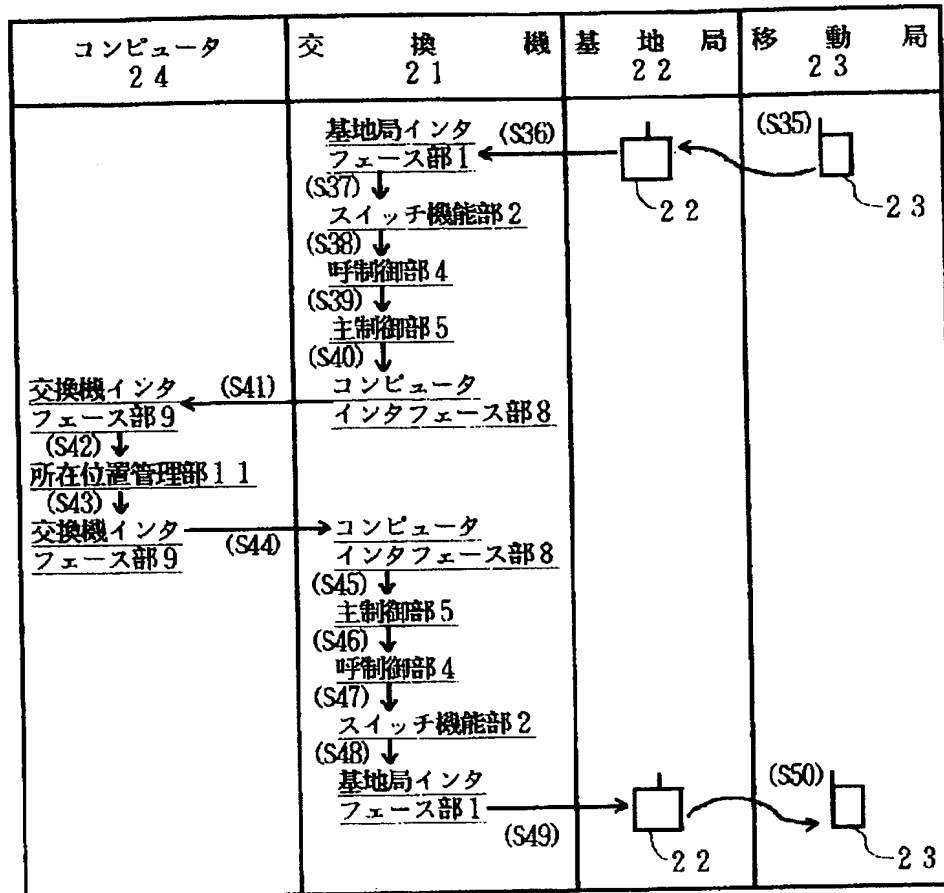 コンピュータ
24
交換機
21
基地局
22
移動局
23
(S35)
23
22
(S36)
基地局インタ
フェース部1
(S37)
スイッチ機能部2
(S38)
呼制御部4
(S39)
主制御部5
(S40)
コンピュータ
インタフェース部8
(S41)
交換機インタ
フェース部9
(S42)
所在位置管理部11
(S43)
交換機インタ
フェース部9
(S44)
コンピュータ
インタフェース部8
(S45)
主制御部5
(S46)
呼制御部4
(S47)
スイッチ機能部2
(S48)
基地局インタ
フェース部1
(S49)
22
(S50)
23